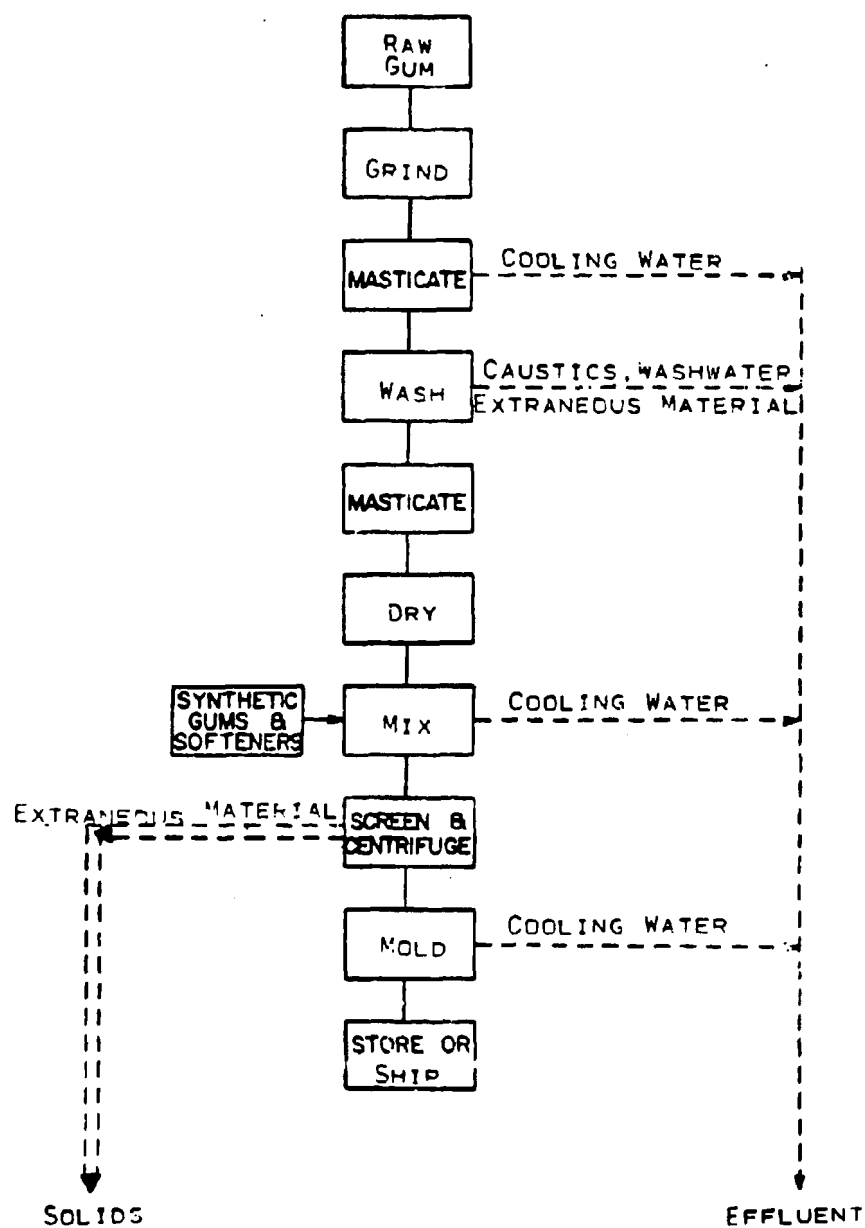 RAW
GUM
GRIND
MASTICATE
COOLING WATER
WASH
CAUSTICS, WASHWATER
EXTRANEOUS MATERIAL
MASTICATE
DRY
SYNTHETIC
GUMS &
SOFTENERS
MIX
COOLING WATER
EXTRANEOUS MATERIAL
SCREEN &
CENTRIFUGE
MOLD
COOLING WATER
STORE OR
SHIP
SOLIDS
EFFLUENT